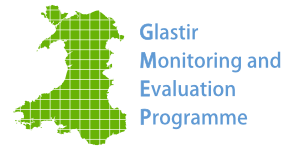 Glastir
Monitoring and
Evaluation
Programme